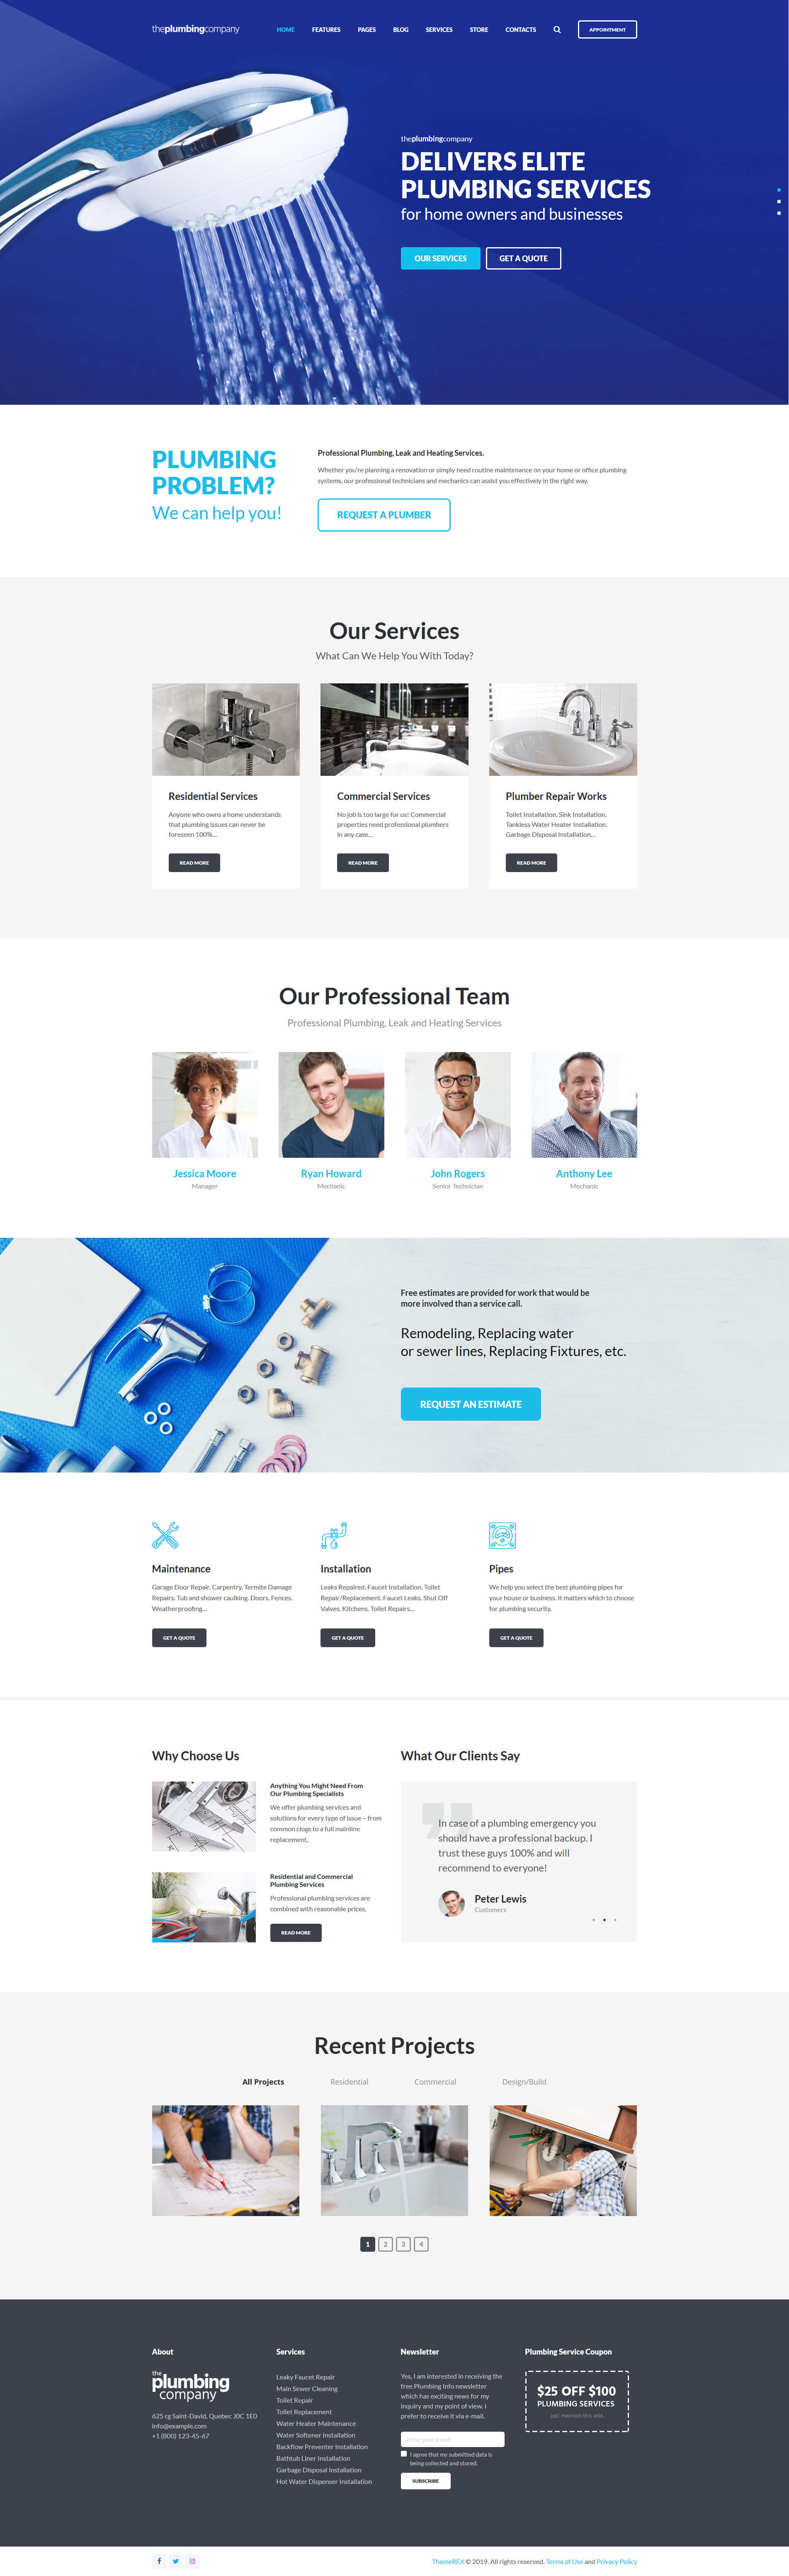 theplumbingcompany
HOME FEATURES PAGES BLOG SERVICES STORE CONTACTS APPOINTMENT
theplumbingcompany
DELIVERS ELITE
PLUMBING SERVICES
for home owners and businesses
OUR SERVICES GET A QUOTE
PLUMBING
PROBLEM?
We can help you!
Professional Plumbing, Leak and Heating Services.
Whether you're planning a renovation or simply need routine maintenance on your home or office plumbing
systems, our professional technicians and mechanics can assist you effectively in the right way.
REQUEST A PLUMBER
Our Services
What Can We Help You With Today?
Residential Services
Anyone who owns a home understands
that plumbing issues can never be
foreseen 100%...
READ MORE
Commercial Services
No job is too large for us! Commercial
properties need professional plumbers
in any case...
READ MORE
Plumber Repair Works
Toilet Installation. Sink Installation.
Tankless Water Heater Installation.
Garbage Disposal Installation...
READ MORE
Our Professional Team
Professional Plumbing, Leak and Heating Services
Jessica Moore
Manager
Ryan Howard
Mechanic
John Rogers
Senior Technician
Anthony Lee
Mechanic
Free estimates are provided for work that would be
more involved than a service call.
Remodeling, Replacing water
or sewer lines, Replacing Fixtures, etc.
REQUEST AN ESTIMATE
Maintenance
Garage Door Repair. Carpentry. Termite Damage
Repairs. Tub and shower caulking. Doors. Fences.
Weatherproofing...
GET A QUOTE
Installation
Leaks Repaired. Faucet Installation. Toilet
Repair/Replacement. Faucet Leaks. Shut Off
Valves. Kitchens. Toilet Repairs...
GET A QUOTE
Pipes
We help you select the best plumbing pipes for
your house or business. It matters which to choose
for plumbing security.
GET A QUOTE
Why Choose Us
Anything You Might Need From
Our Plumbing Specialists
We offer plumbing services and
solutions for every type of issue – from
common clogs to a full mainline
replacement.
Residential and Commercial
Plumbing Services
Professional plumbing services are
combined with reasonable prices.
READ MORE
What Our Clients Say
In case of a plumbing emergency you
should have a professional backup. I
trust these guys 100% and will
recommend to everyone!
Peter Lewis
Customers
Recent Projects
All Projects Residential Commercial Design/Build
1 2 3 4
About
the
plumbing
company
625 rg Saint-David, Quebec J0C 1E0
info@example.com
+1 (800) 123-45-67
Services
Leaky Faucet Repair
Main Sewer Cleaning
Toilet Repair
Toilet Replacement
Water Heater Maintenance
Water Softener Installation
Backflow Preventer Installation
Bathtub Liner Installation
Garbage Disposal Installation
Hot Water Dispenser Installation
Newsletter
Yes, I am interested in receiving the
free Plumbing Info newsletter
which has exciting news for my
inquiry and my point of view. I
prefer to receive it via e-mail.
Enter your e-mail
I agree that my submitted data is
being collected and stored.
SUBSCRIBE
Plumbing Service Coupon
$25 OFF $100
PLUMBING SERVICES
just mention this add.
ThemeREX © 2019. All rights reserved. Terms of Use and Privacy Policy